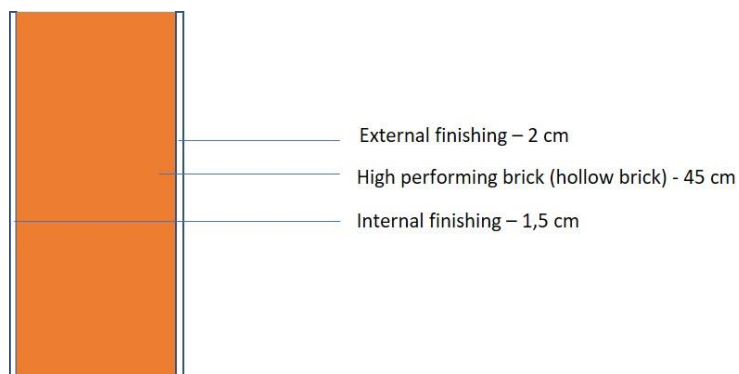 External finishing – 2 cm
High performing brick (hollow brick) - 45 cm
Internal finishing – 1,5 cm